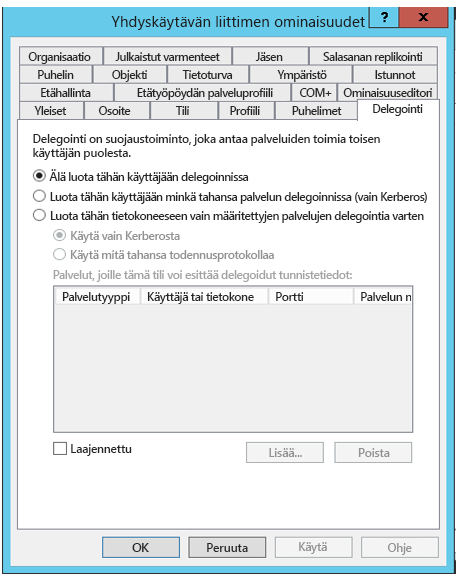 Yhdyskäytävän liittimen ominaisuudet ? x
Organisaatio Julkaistut varmenteet Jäsen Salasanan replikointi
Puhelin Objekti Tietoturva Ympäristö Istunnot
Etähallinta Etätyöpöydän palveluprofiili COM+ Ominaisuuseditori
Yleiset Osoite Tili Profiili Puhelimet Delegointi
Delegointi on suojaustoiminto, joka antaa palveluiden toimia toisen
käyttäjän puolesta.
Älä luota tähän käyttäjään delegoinnissa
Luota tähän käyttäjään minkä tahansa palvelun delegoinnissa (vain Kerberos)
Luota tähän tietokoneeseen vain määritettyjen palvelujen delegointia varten
Käytä vain Kerberosta
Käytä mitä tahansa todennusprotokollaa
Palvelut, joille tämä tili voi esittää delegoidut tunnistetiedot:
Palvelutyyppi Käyttäjä tai tietokone Portti Palvelun n
Laajennettu Lisää... Poista
OK Peruuta Käytä Ohje